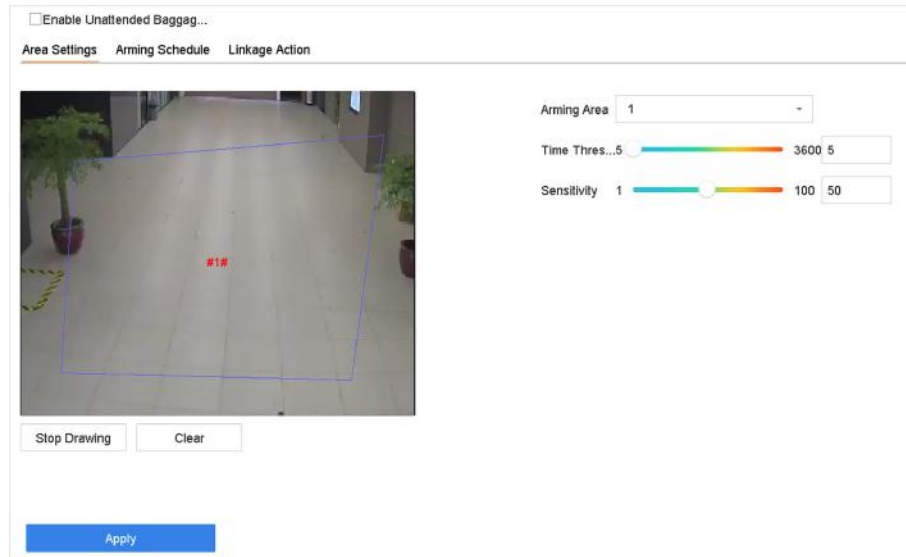 Enable Unattended Baggag...
Area Settings Arming Schedule Linkage Action
Arming Area 1
Time Thres...5 3600 5
Sensitivity 1 100 50
#1#
Stop Drawing Clear
Apply